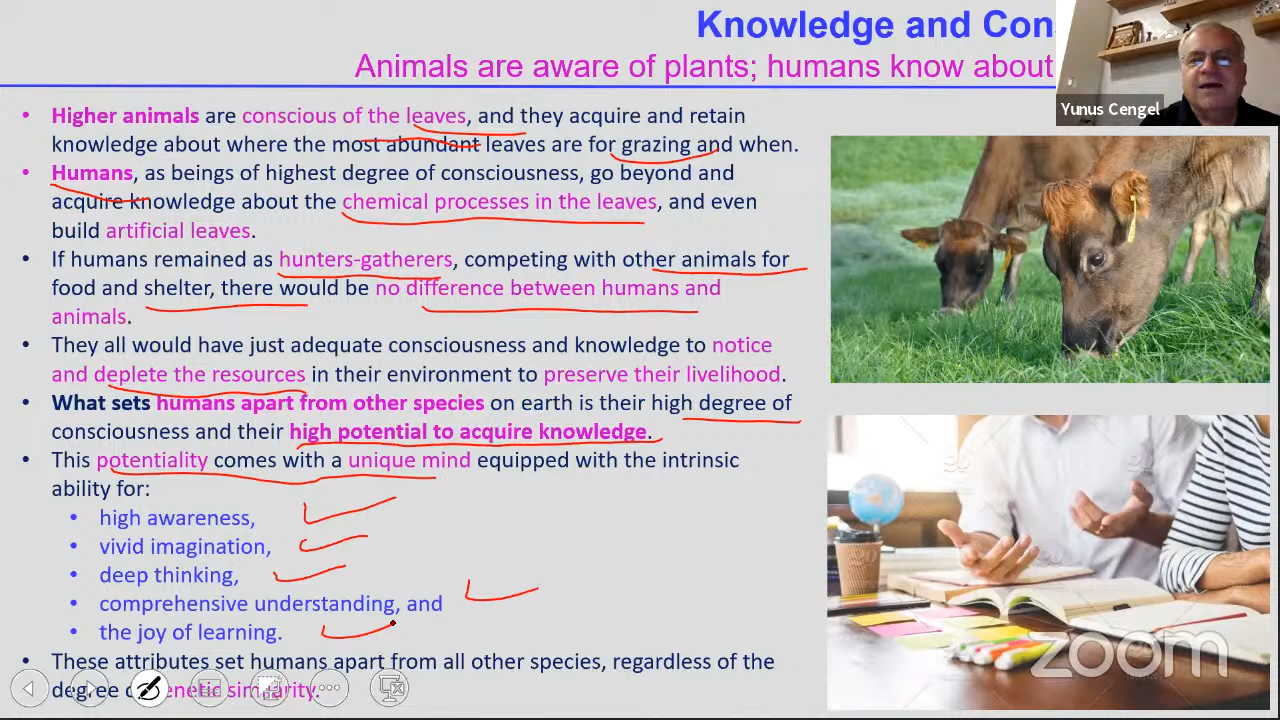 Knowledge and Con
Animals are aware of plants; humans know about
Yunus Cengel
• Higher animals are conscious of the leaves, and they acquire and retain
knowledge about where the most abundant leaves are for grazing and when.
• Humans, as beings of highest degree of consciousness, go beyond and
acquire knowledge about the chemical processes in the leaves, and even
build artificial leaves.
• If humans remained as hunters-gatherers, competing with other animals for
food and shelter, there would be no difference between humans and
animals.
• They all would have just adequate consciousness and knowledge to notice
and deplete the resources in their environment to preserve their livelihood.
• What sets humans apart from other species on earth is their high degree of
consciousness and their high potential to acquire knowledge.
• This potentiality comes with a unique mind equipped with the intrinsic
ability for:
• high awareness,
• vivid imagination,
• deep thinking,
• comprehensive understanding, and
• the joy of learning.
• These attributes set humans apart from all other species, regardless of the
degree genetic similarity.
zoom